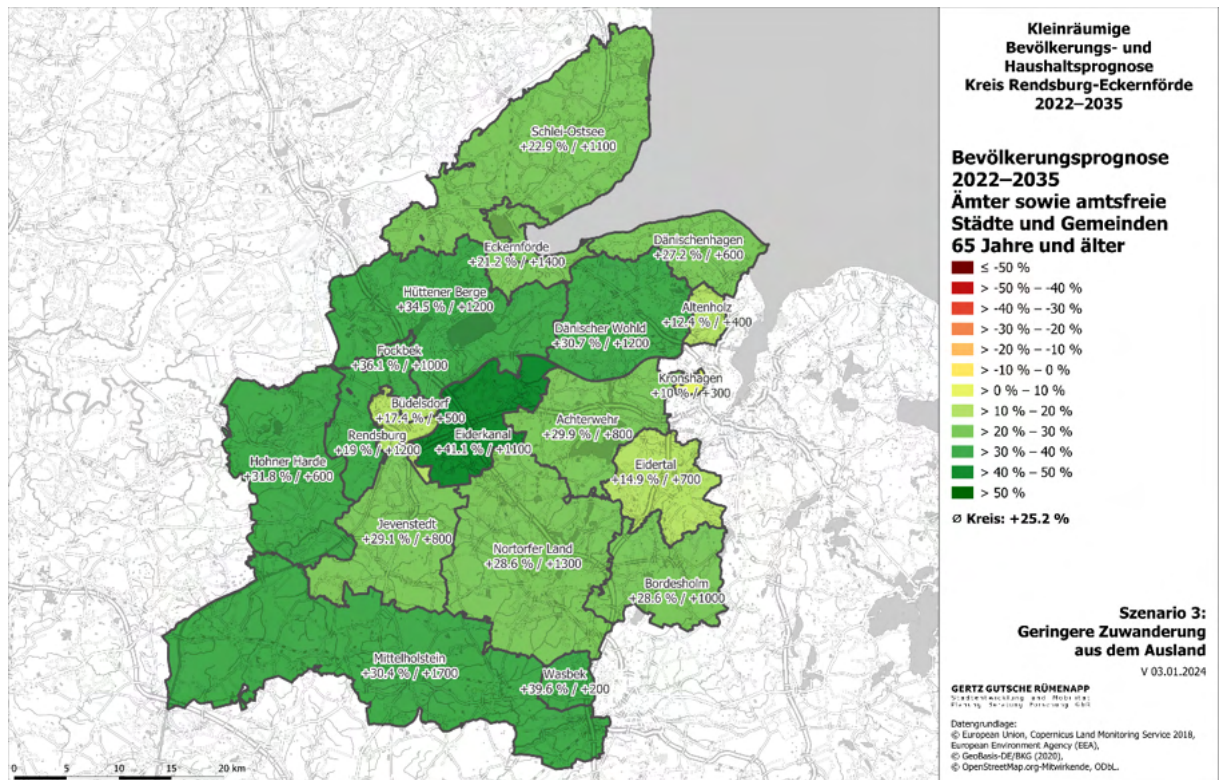 Kleinräumige
Bevölkerungs- und
Haushaltsprognose
Kreis Rendsburg-Eckernförde
2022–2035
Bevölkerungsprognose
2022–2035
Ämter sowie amtsfreie
Städte und Gemeinden
65 Jahre und älter
≤ -50 %
> -50 % – -40 %
> -40 % – -30 %
> -30 % – -20 %
> -20 % – -10 %
> -10 % – 0 %
> 0 % – 10 %
> 10 % – 20 %
> 20 % – 30 %
> 30 % – 40 %
> 40 % – 50 %
> 50 %
Ø Kreis: +25.2 %
Schlei-Ostsee
+22.9 % / +1100
Eckernförde
+21.2 % / +1400
Dänischenhagen
+27.2 % / +600
Hüttener Berge
+34.5 % / +1200
Altenholz
+12.4 % / +400
Dänischer Wohld
+30.7 % / +1200
Fockbek
+36.1 % / +1000
Kronshagen
+10 % / +300
Büdelsdorf
+17.4 % / +500
Achterwehr
+29.9 % / +800
Rendsburg
+19 % / +1200
Eiderkanal
+41.1 % / +1100
Hohner Harde
+31.8 % / +600
Eidertal
+14.9 % / +700
Jevenstedt
+29.1 % / +800
Nortorfer Land
+28.6 % / +1300
Bordesholm
+28.6 % / +1000
Mittelholstein
+30.4 % / +1700
Wasbek
+39.6 % / +200
0 5 10 15 20 km
Szenario 3:
Geringere Zuwanderung
aus dem Ausland
V 03.01.2024
GERTZ GUTSCHE RÜMENAPP
Stadtentwicklung und Mobilität
Planung Beratung Forschung GbR
Datengrundlage:
© European Union, Copernicus Land Monitoring Service 2018,
European Environment Agency (EEA),
© GeoBasis-DE/BKG (2020),
© OpenStreetMap.org-Mitwirkende, ODbL.